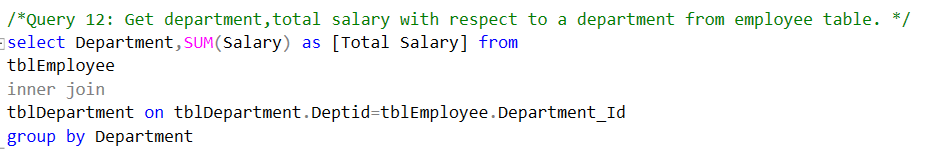 /*Query 12: Get department,total salary with respect to a department from employee table. */
select Department,SUM(Salary) as [Total Salary] from
tblEmployee
inner join
tblDepartment on tblDepartment.Deptid=tblEmployee.Department_Id
group by Department